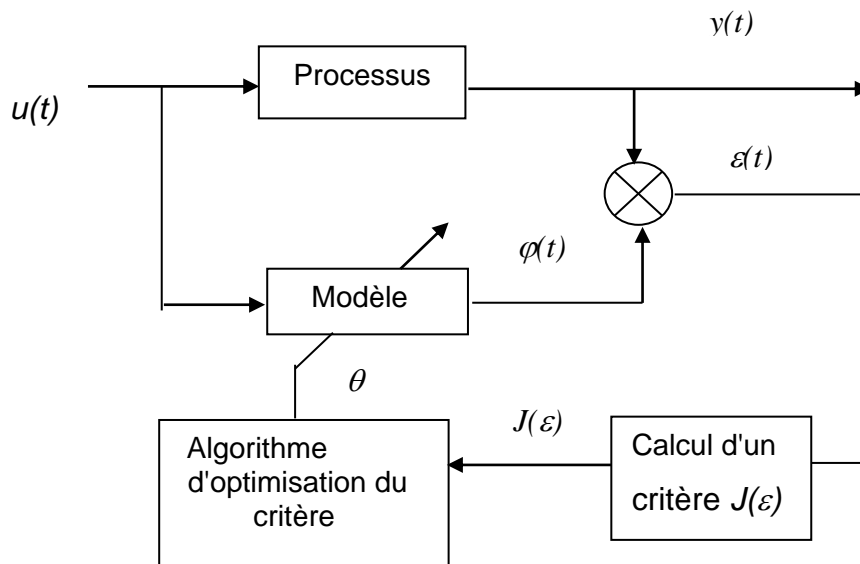 y(t)
Processus
u(t)
ε(t)
φ(t)
Modèle
θ
J(ε)
Calcul d'un
critère J(ε)
Algorithme
d'optimisation du
critère